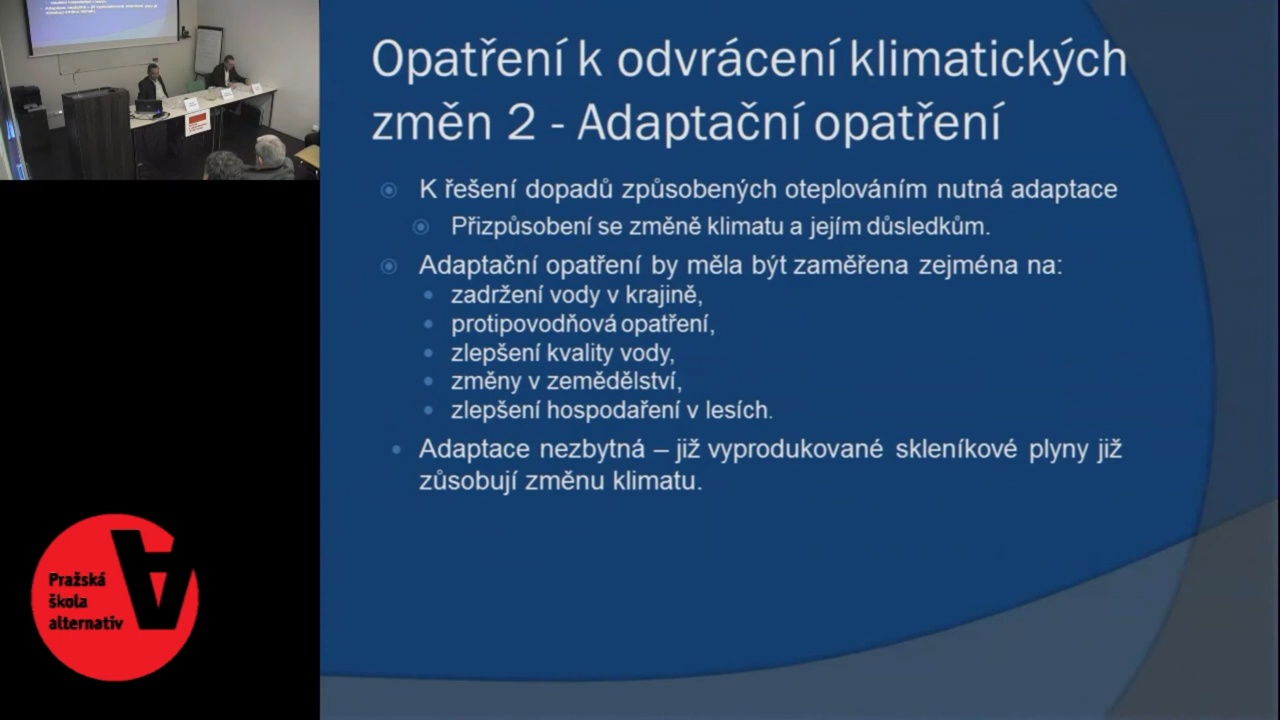 Opatření k odvrácení klimatických
změn 2 - Adaptační opatření
K řešení dopadů způsobených oteplováním nutná adaptace
Přizpůsobení se změně klimatu a jejím důsledkům.
Adaptační opatření by měla být zaměřena zejména na:
zadržení vody v krajině,
protipovodňová opatření,
zlepšení kvality vody,
změny v zemědělství,
zlepšení hospodaření v lesích.
Adaptace nezbytná – již vyprodukované skleníkové plyny již
zůsobují změnu klimatu.
Pražská
škola
alternativ